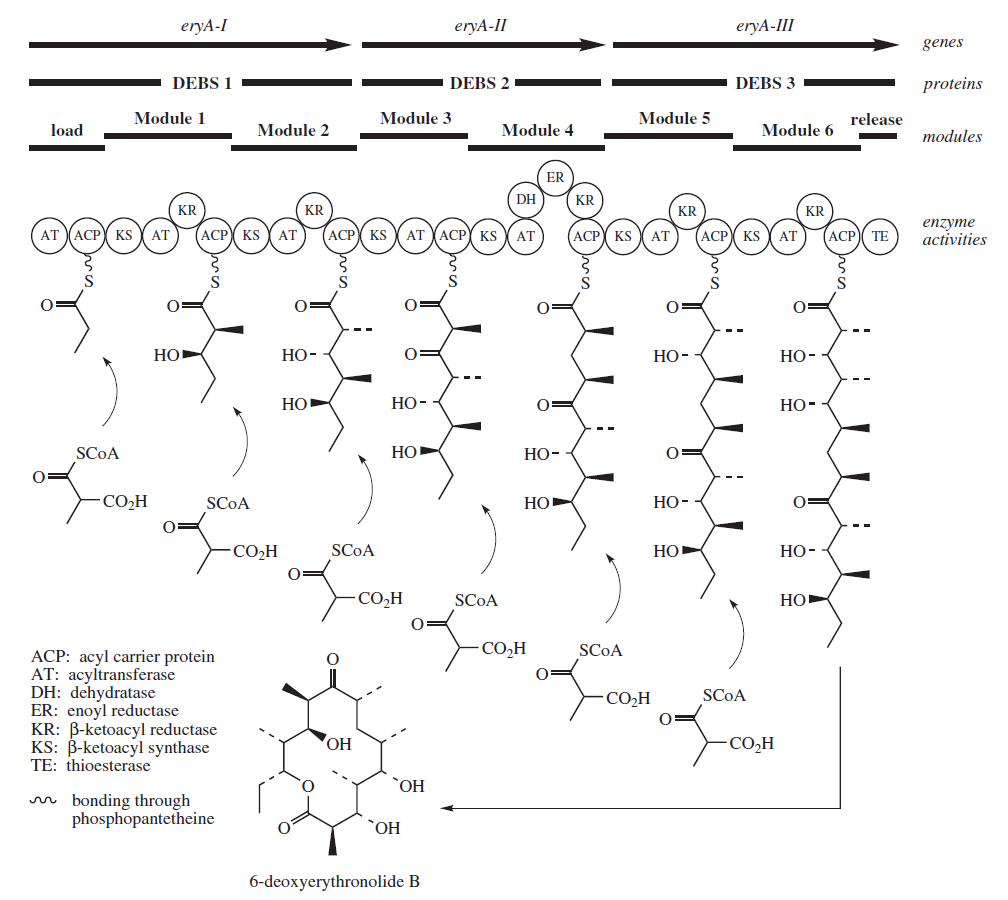 eryA-I eryA-II eryA-III genes
DEBS 1 DEBS 2 DEBS 3 proteins
load Module 1 Module 2 Module 3 Module 4 Module 5 Module 6 release modules
AT ACP KS AT KR ACP KS AT KR ACP KS AT ACP KS AT DH ER KR ACP KS AT KR ACP KS AT KR ACP TE enzyme activities
S S S S S S S
O O O O O O O
HO HO O HO HO
HO HO O HO
HO HO O
HO HO O
HO HO
HO
SCoA
O
CO₂H
SCoA
O
CO₂H
SCoA
O
CO₂H
SCoA
O
CO₂H
SCoA
O
CO₂H
SCoA
O
CO₂H
ACP: acyl carrier protein
AT: acyltransferase
DH: dehydratase
ER: enoyl reductase
KR: β-ketoacyl reductase
KS: β-ketoacyl synthase
TE: thioesterase
bonding through
phosphopantetheine
O
OH
O
OH
O
OH
6-deoxyerythronolide B